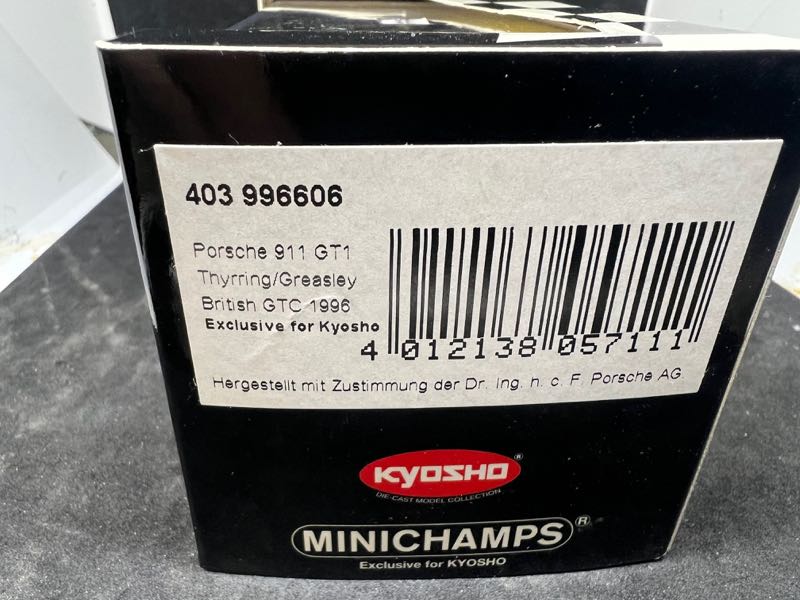 403 996606
Porsche 911 GT1
Thyrring/Greasley
British GTC 1996
Exclusive for Kyosho
4 012138 057111
Hergestellt mit Zustimmung der Dr. Ing. h. c. F. Porsche AG
KYOSHO®
DIE-CAST MODEL COLLECTION
MINICHAMPS®
Exclusive for KYOSHO